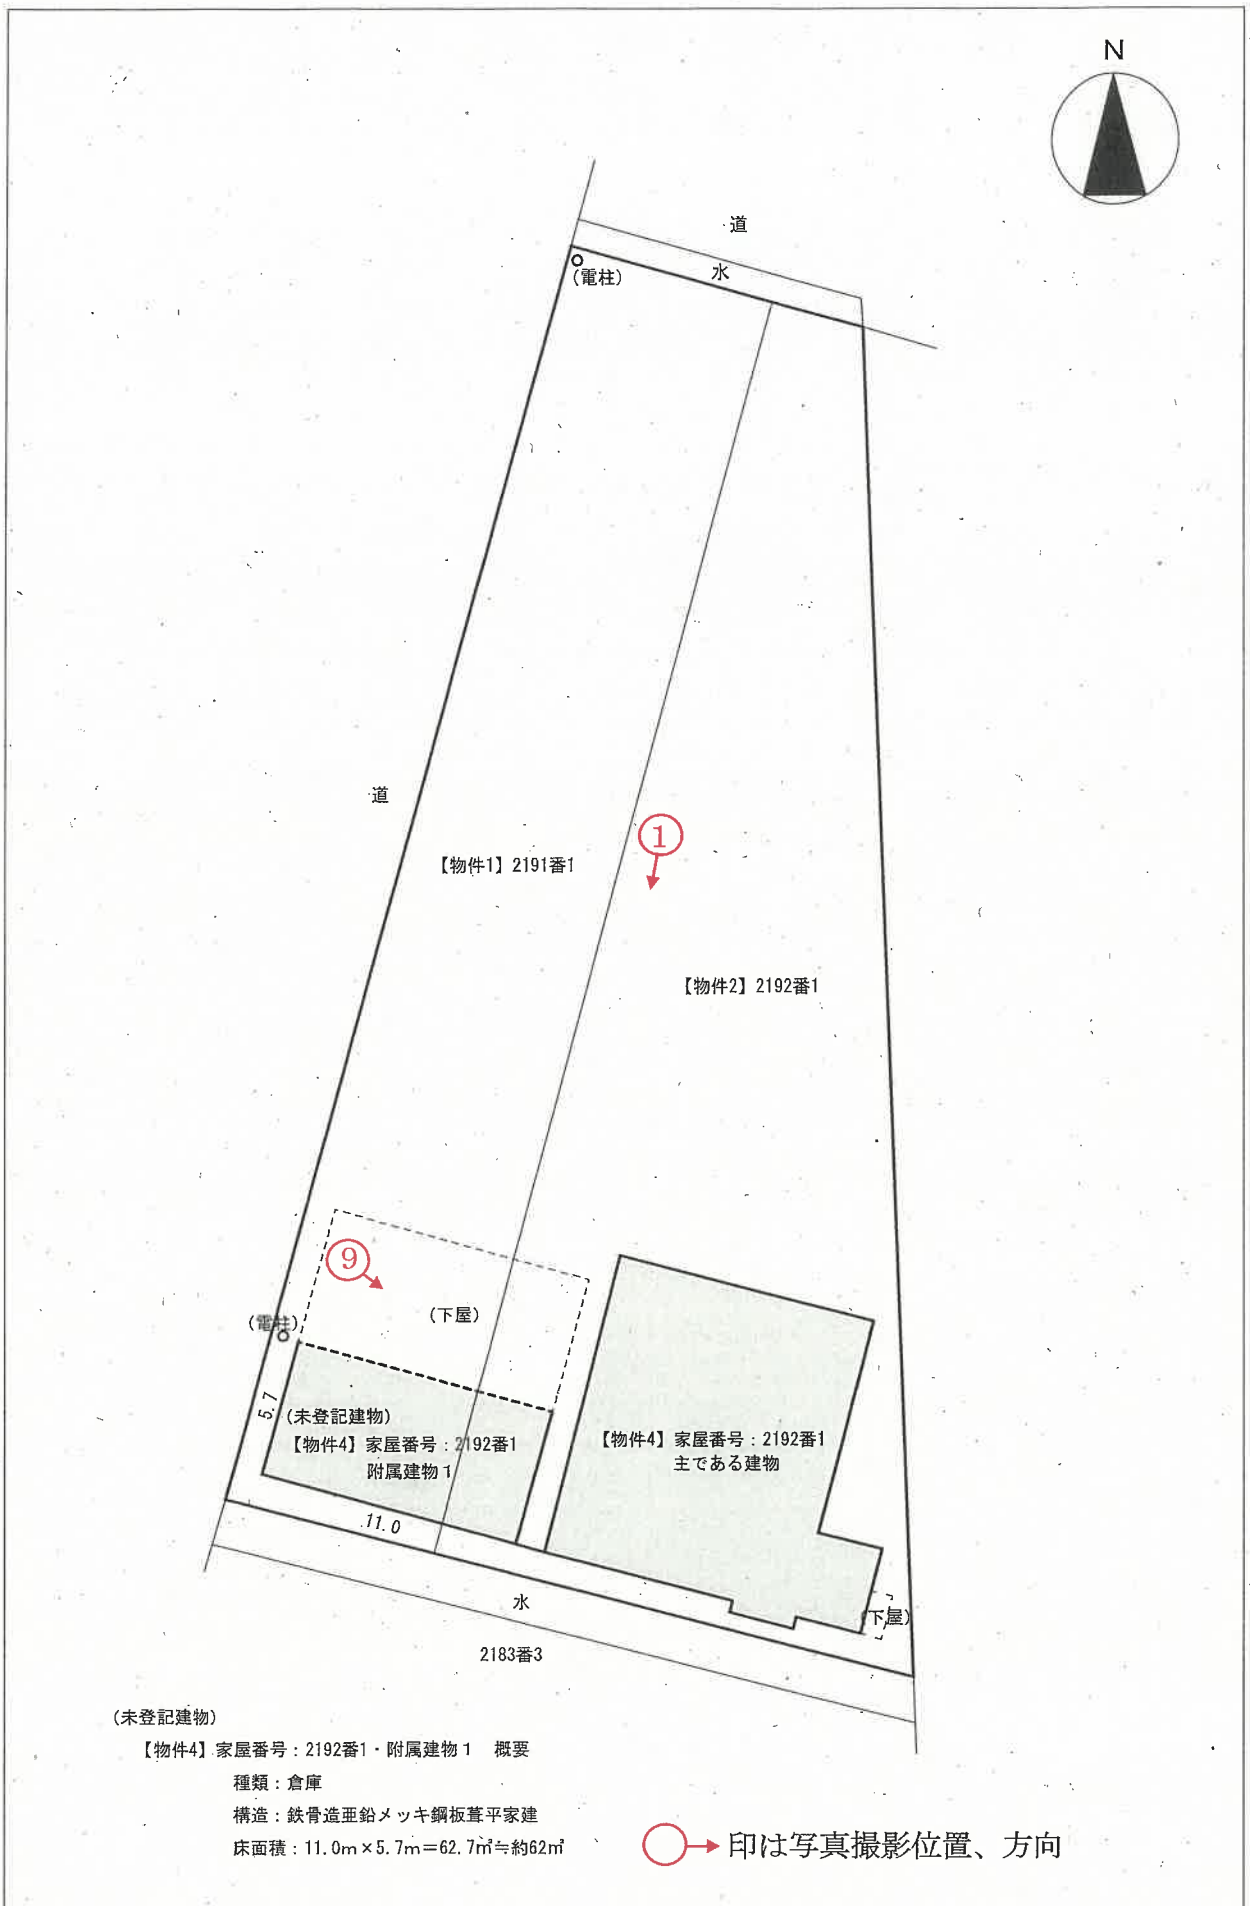 N
道
水
(電柱)
道
1
【物件1】2191番1
【物件2】2192番1
9
(下屋)
(電柱)
5.7
(未登記建物)
【物件4】家屋番号：2192番1
附属建物1
【物件4】家屋番号：2192番1
主である建物
11.0
水
(下屋)
2183番3
(未登記建物)
【物件4】家屋番号：2192番1・附属建物1　概要
種類：倉庫
構造：鉄骨造亜鉛メッキ鋼板葺平家建
床面積：11.0m×5.7m＝62.7㎡≒約62㎡
印は写真撮影位置、方向